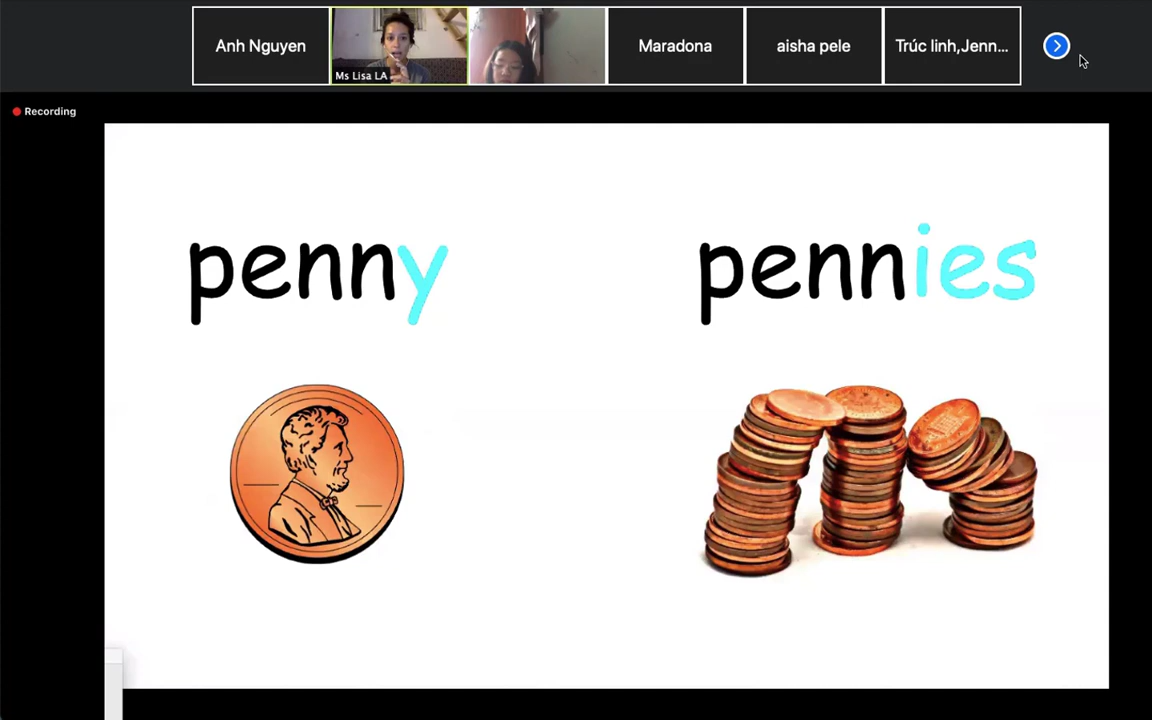 Anh Nguyen
Ms Lisa LA
Maradona
aisha pele
Trúc linh,Jenn...
Recording
penny
pennies